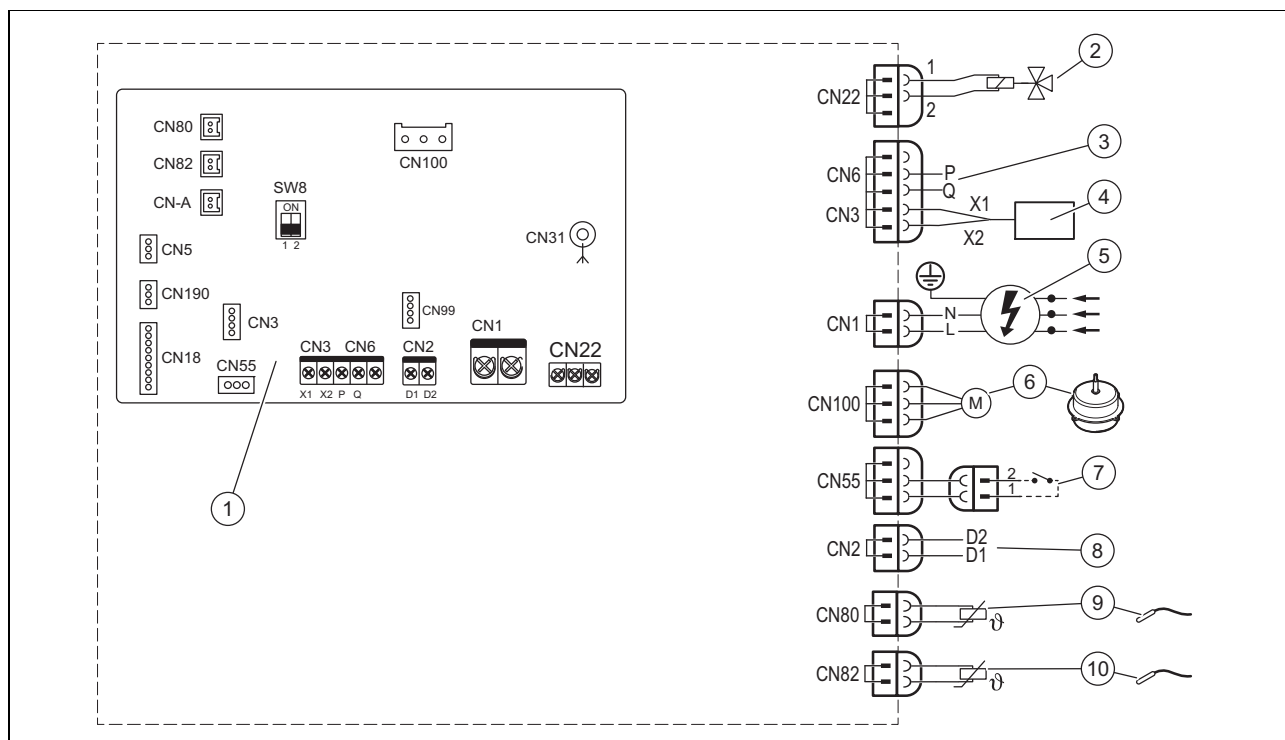 CN80
CN82
CN-A
SW8
ON
1 2
CN100
CN31
CN5
CN190
CN3
CN99
CN18
CN55
CN3 CN6
X1 X2 P Q
CN2
D1 D2
CN1
CN22
1
CN22
1
2
2
CN6
P
Q
3
CN3
X1
X2
4
5
CN1
N
L
CN100
M
6
CN55
2
1
7
CN2
D2
D1
8
CN80
ϑ
9
CN82
ϑ
10